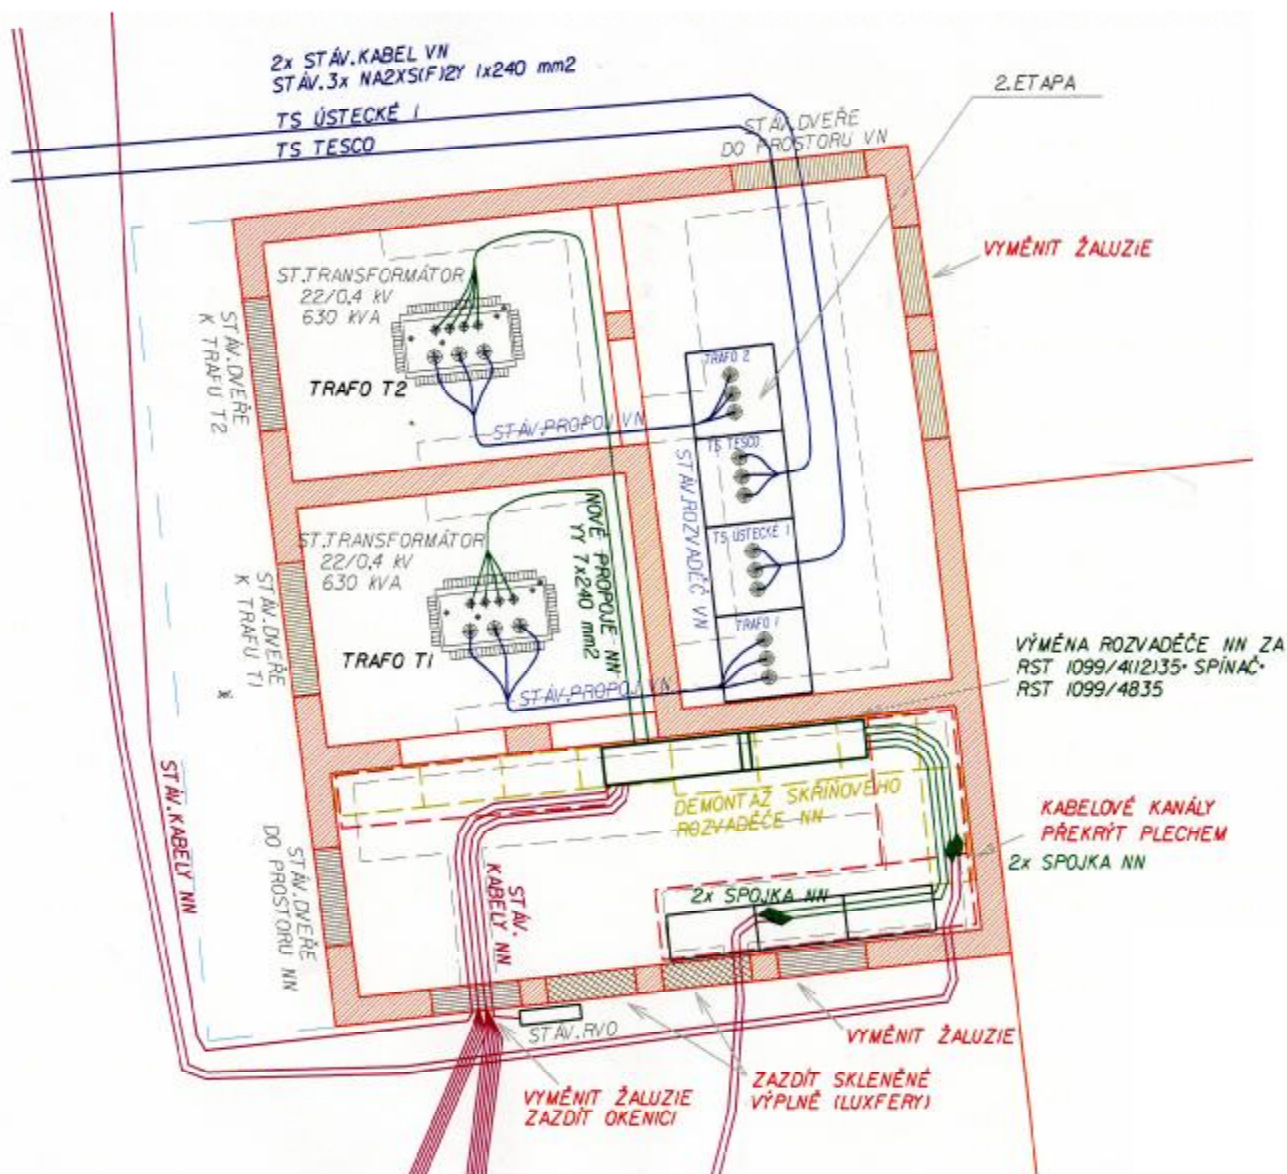 2x STÁV.KABEL VN
STÁV.3x NA2XS(F)2Y 1x240 mm2
TS ÚSTECKÉ 1
TS TESCO
2.ETAPA
STÁV.DVEŘE
DO PROSTORU VN
VYMĚNIT ŽALUZIE
ST.TRANSFORMÁTOR
22/0,4 kV
630 kVA
TRAFO T2
STÁV.DVEŘE
K TRAFU T2
STÁV.PROPOJ VN
TRAFO 2
TS TESCO
TS ÚSTECKÉ 1
TRAFO 1
STÁV.ROZVADĚČ VN
ST.TRANSFORMÁTOR
22/0,4 kV
630 kVA
TRAFO T1
STÁV.DVEŘE
K TRAFU T1
NOVÉ PROPOJE NN
YY 7x240 mm2
STÁV.PROPOJ VN
VÝMĚNA ROZVADĚČE NN ZA
RST 1099/4(12)35+ SPÍNAČ+
RST 1099/4835
STÁV.KABELY NN
DEMONTÁŽ SKŘÍŇOVÉHO
ROZVADĚČE NN
KABELOVÉ KANÁLY
PŘEKRÝT PLECHEM
2x SPOJKA NN
STÁV.DVEŘE
DO PROSTORU NN
STÁV.
KABELY NN
2x SPOJKA NN
STÁV.RVO
VYMĚNIT ŽALUZIE
VYMĚNIT ŽALUZIE
ZAZDÍT OKENICI
ZAZDÍT SKLENĚNÉ
VÝPLNĚ (LUXFERY)